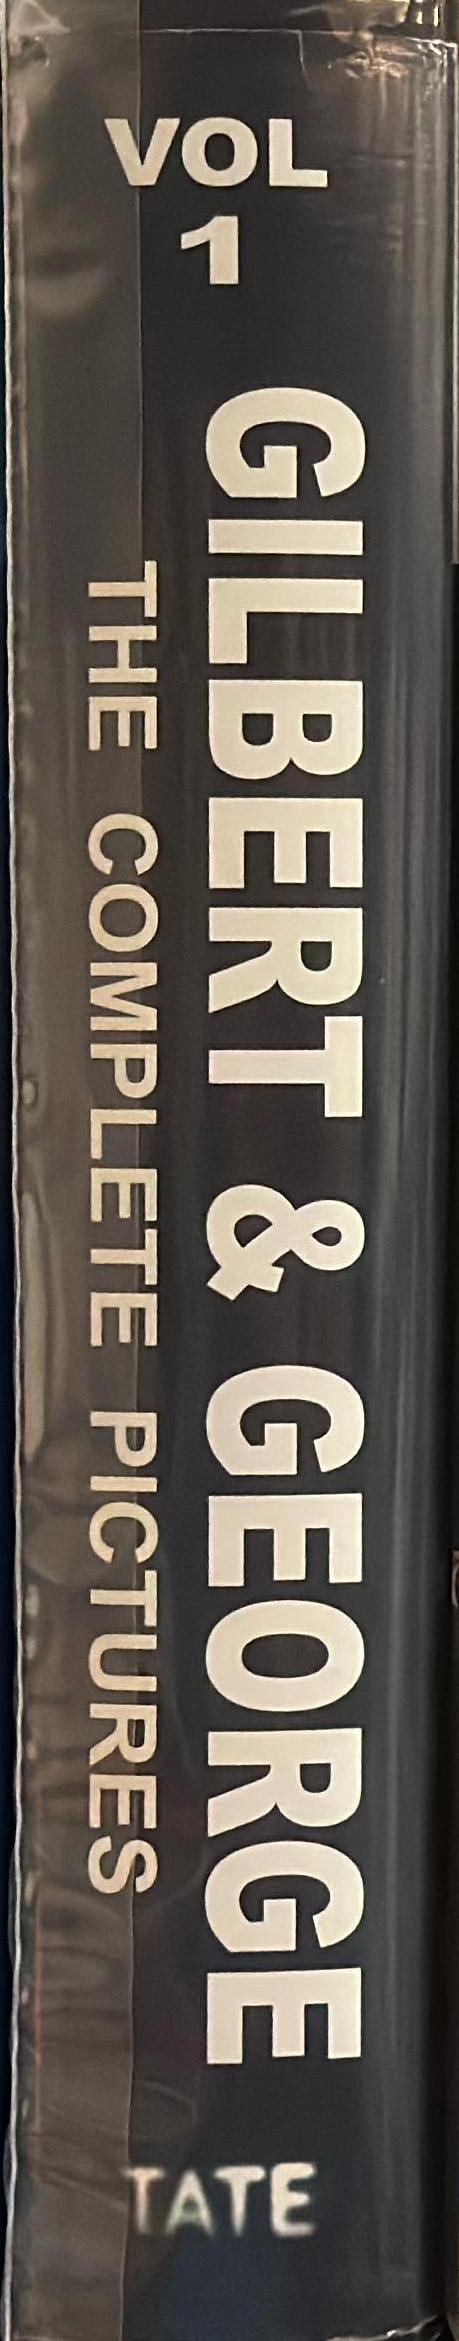 VOL
1
GILBERT & GEORGE
THE COMPLETE PICTURES
TATE